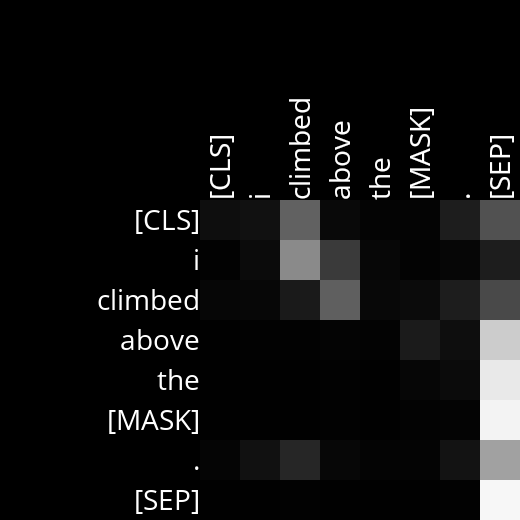 [CLS] i climbed above the [MASK] . [SEP]
[CLS]
i
climbed
above
the
[MASK]
.
[SEP]